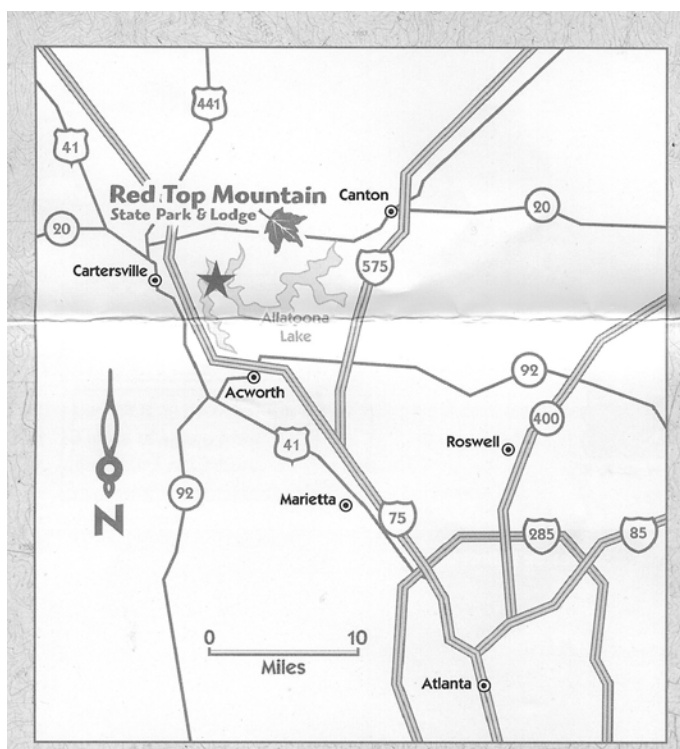 441
41
Red Top Mountain
State Park & Lodge
Canton
20
20
Cartersville
575
Allatoona
Lake
92
Acworth
400
41
Roswell
92
Marietta
75
285
85
N
0 10
Miles
Atlanta